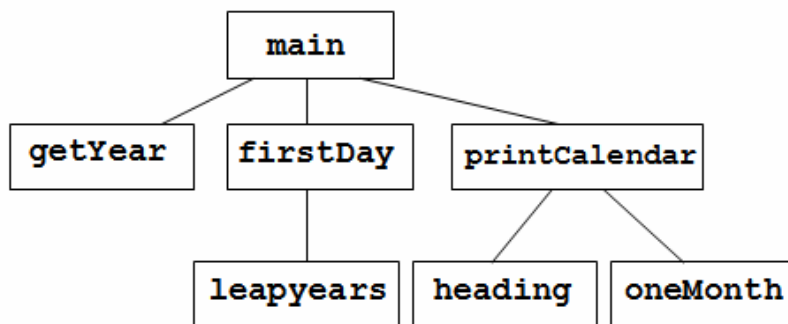 main
getYear
firstDay
printCalendar
leapyears
heading
oneMonth